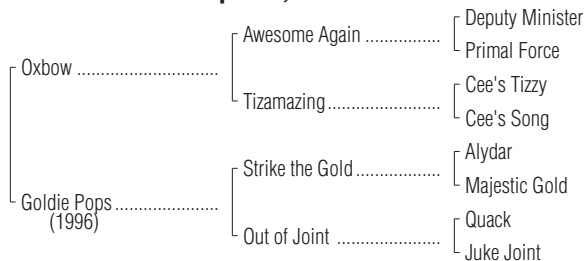 Deputy Minister
Awesome Again ..................
Primal Force
Oxbow ..............................
Cee's Tizzy
Tizamazing ...........................
Cee's Song
Alydar
Strike the Gold .....................
Majestic Gold
Goldie Pops ......................
(1996)
Quack
Out of Joint ........................
Juke Joint